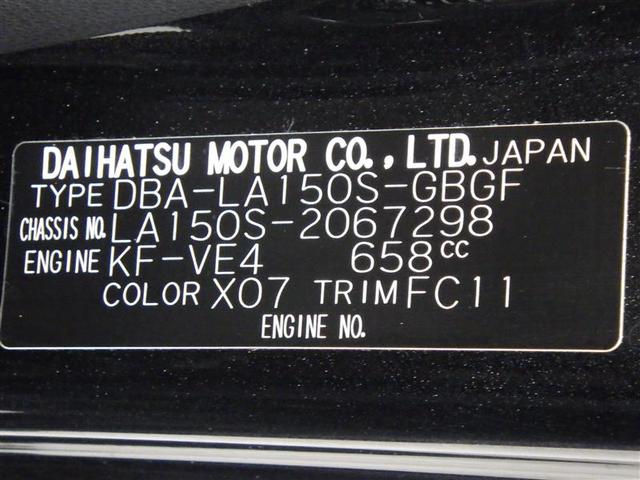 DAIHATSU MOTOR CO., LTD. JAPAN
TYPE DBA-LA150S-GBGF
CHASSIS NO. LA150S-2067298
ENGINE KF-VE4 658cc
COLOR X07 TRIM FC11
ENGINE NO.